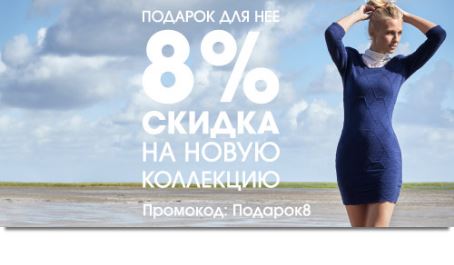 ПОДАРОК ДЛЯ НЕЕ
8%
СКИДКА
НА НОВУЮ
КОЛЛЕКЦИЮ
Промокод: Подарок8